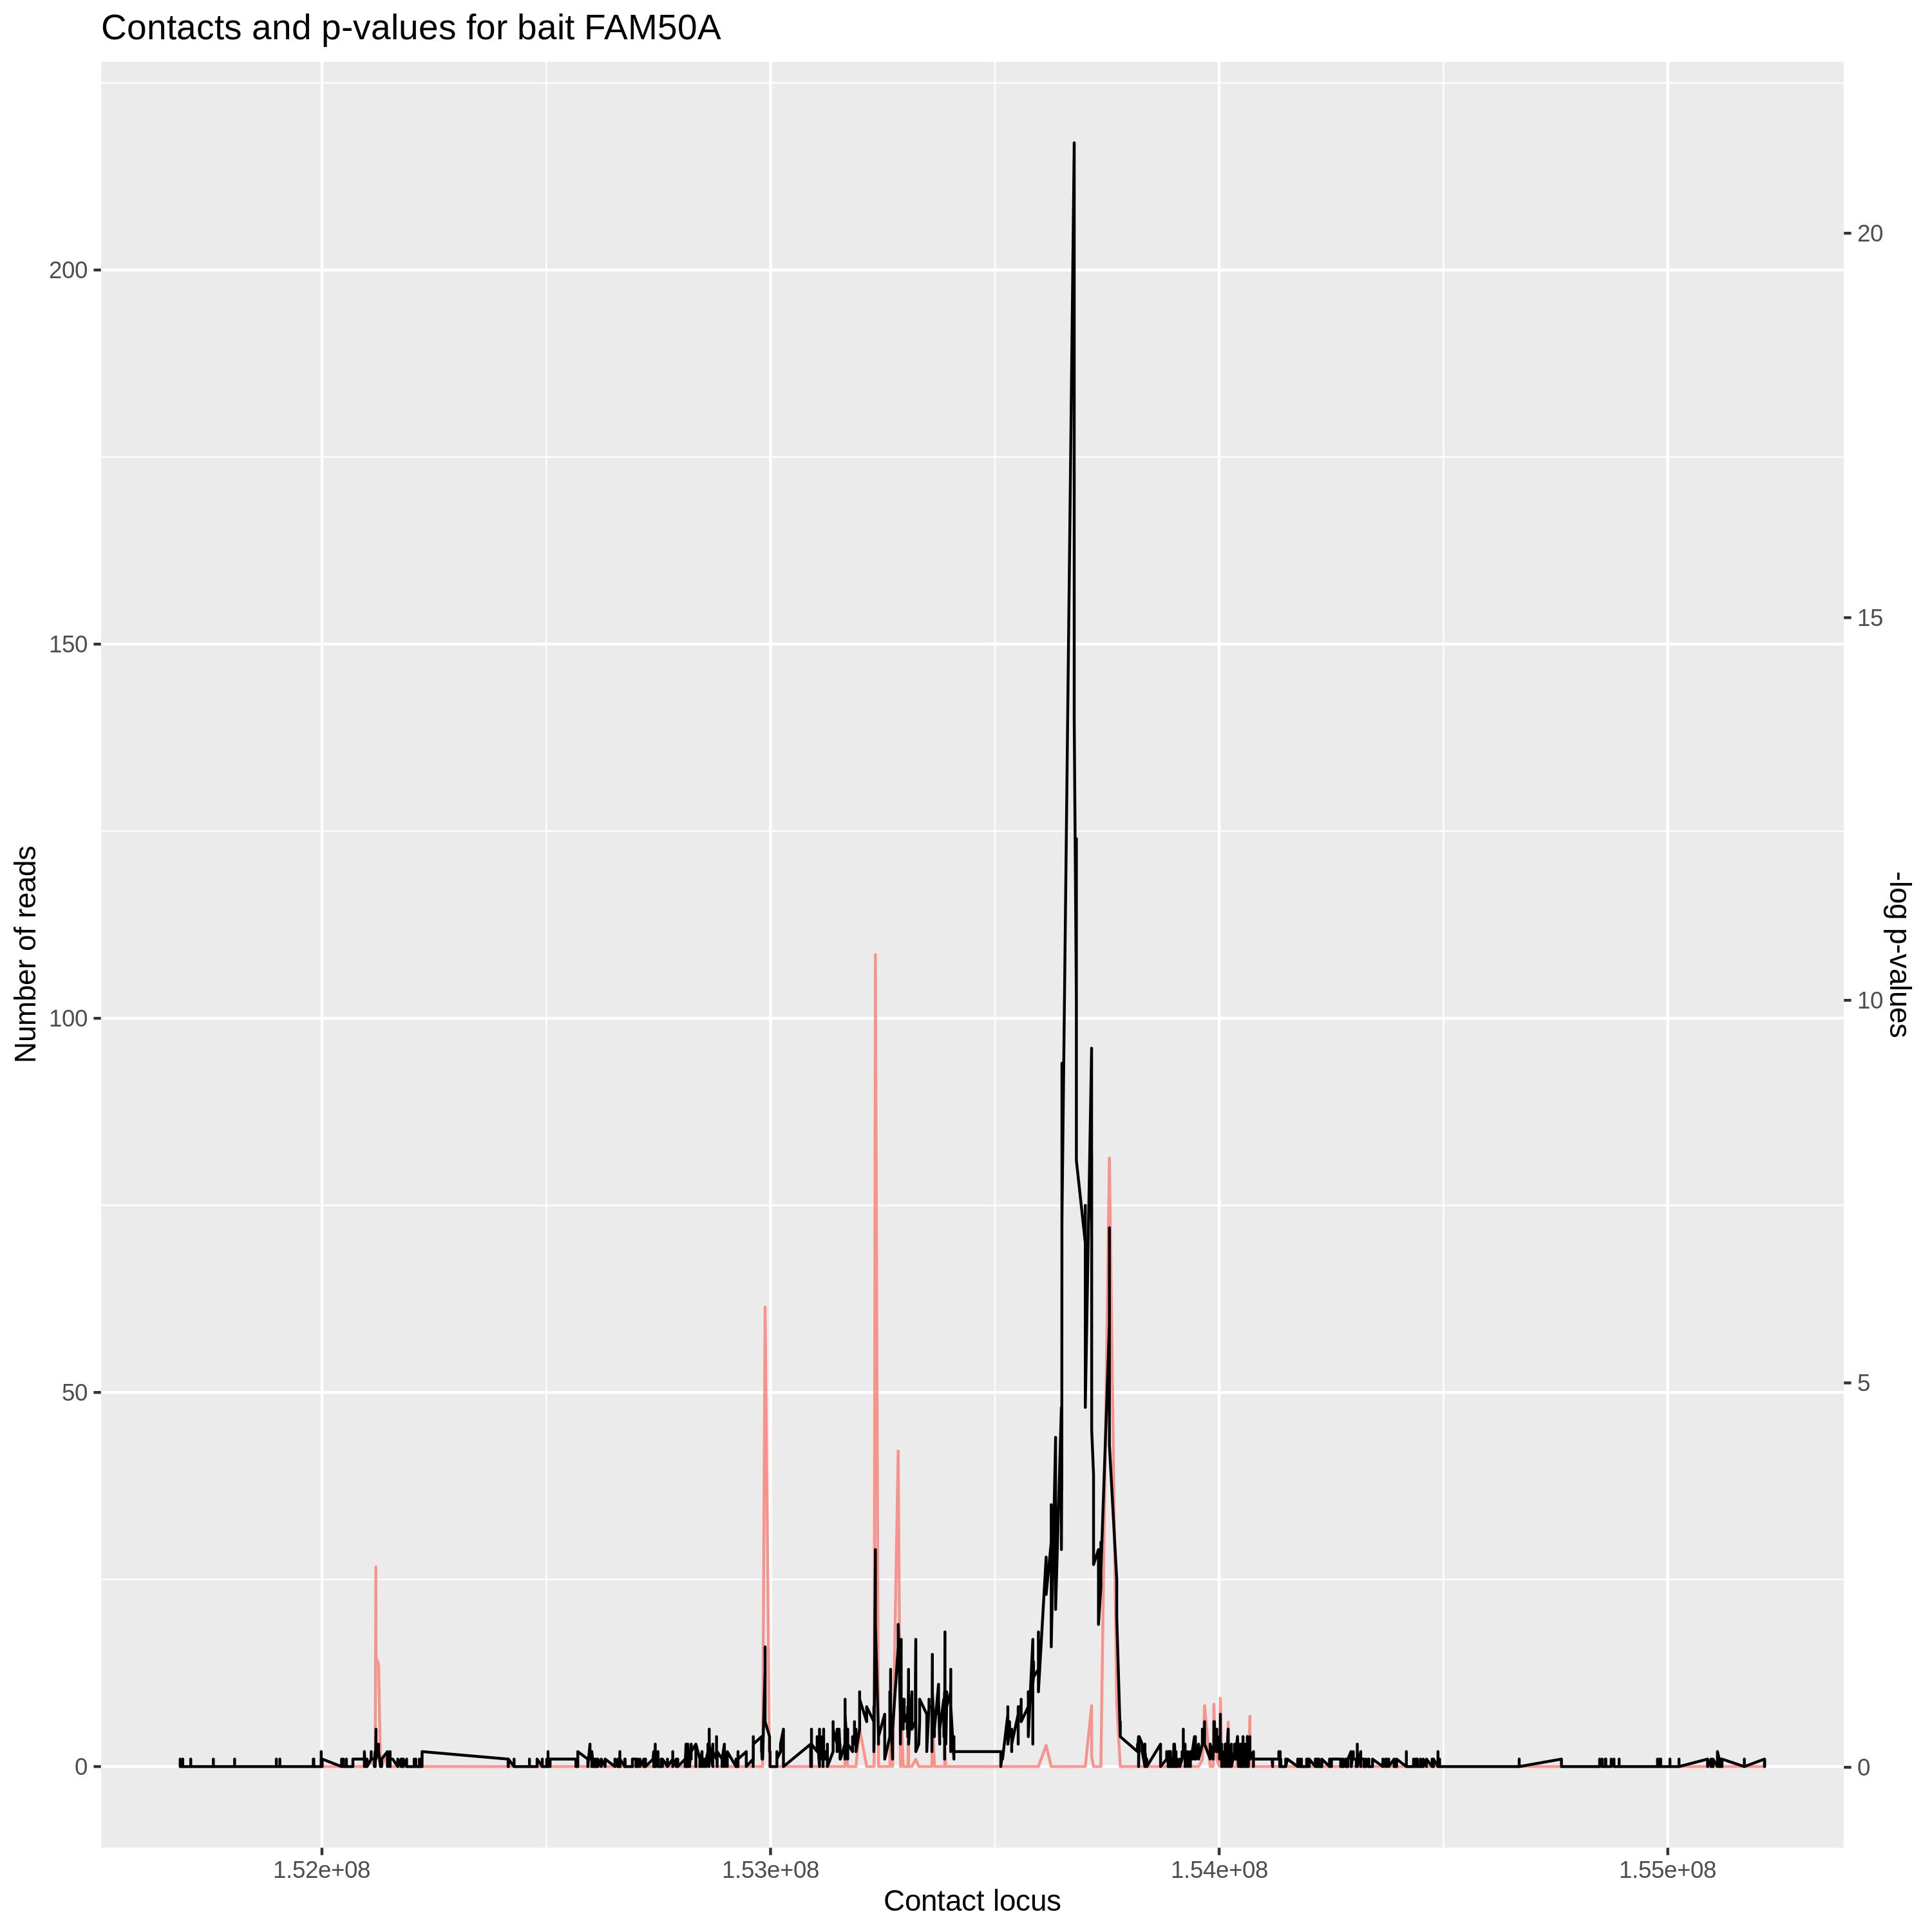 Contacts and p-values for bait FAM50A
200
150
100
50
0
20
15
10
5
0
Number of reads
-log p-values
1.52e+08
1.53e+08
1.54e+08
1.55e+08
Contact locus